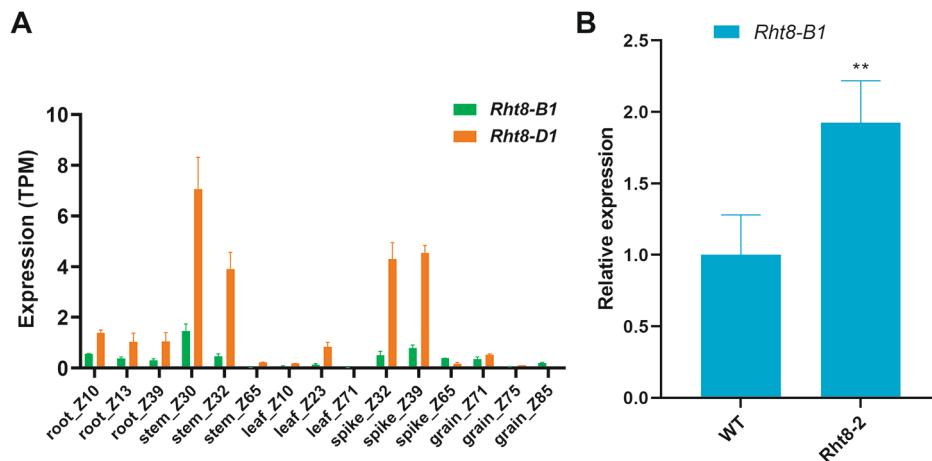 A
Rht8-B1
Rht8-D1
Expression (TPM)
10
8
6
4
2
0
root_Z10
root_Z13
root_Z39
stem_Z30
stem_Z32
stem_Z65
leaf_Z10
leaf_Z23
leaf_Z71
spike_Z32
spike_Z39
spike_Z65
grain_Z71
grain_Z75
grain_Z85
B
Rht8-B1
Relative expression
2.5
2.0
1.5
1.0
0.5
0.0
**
WT
Rht8-2